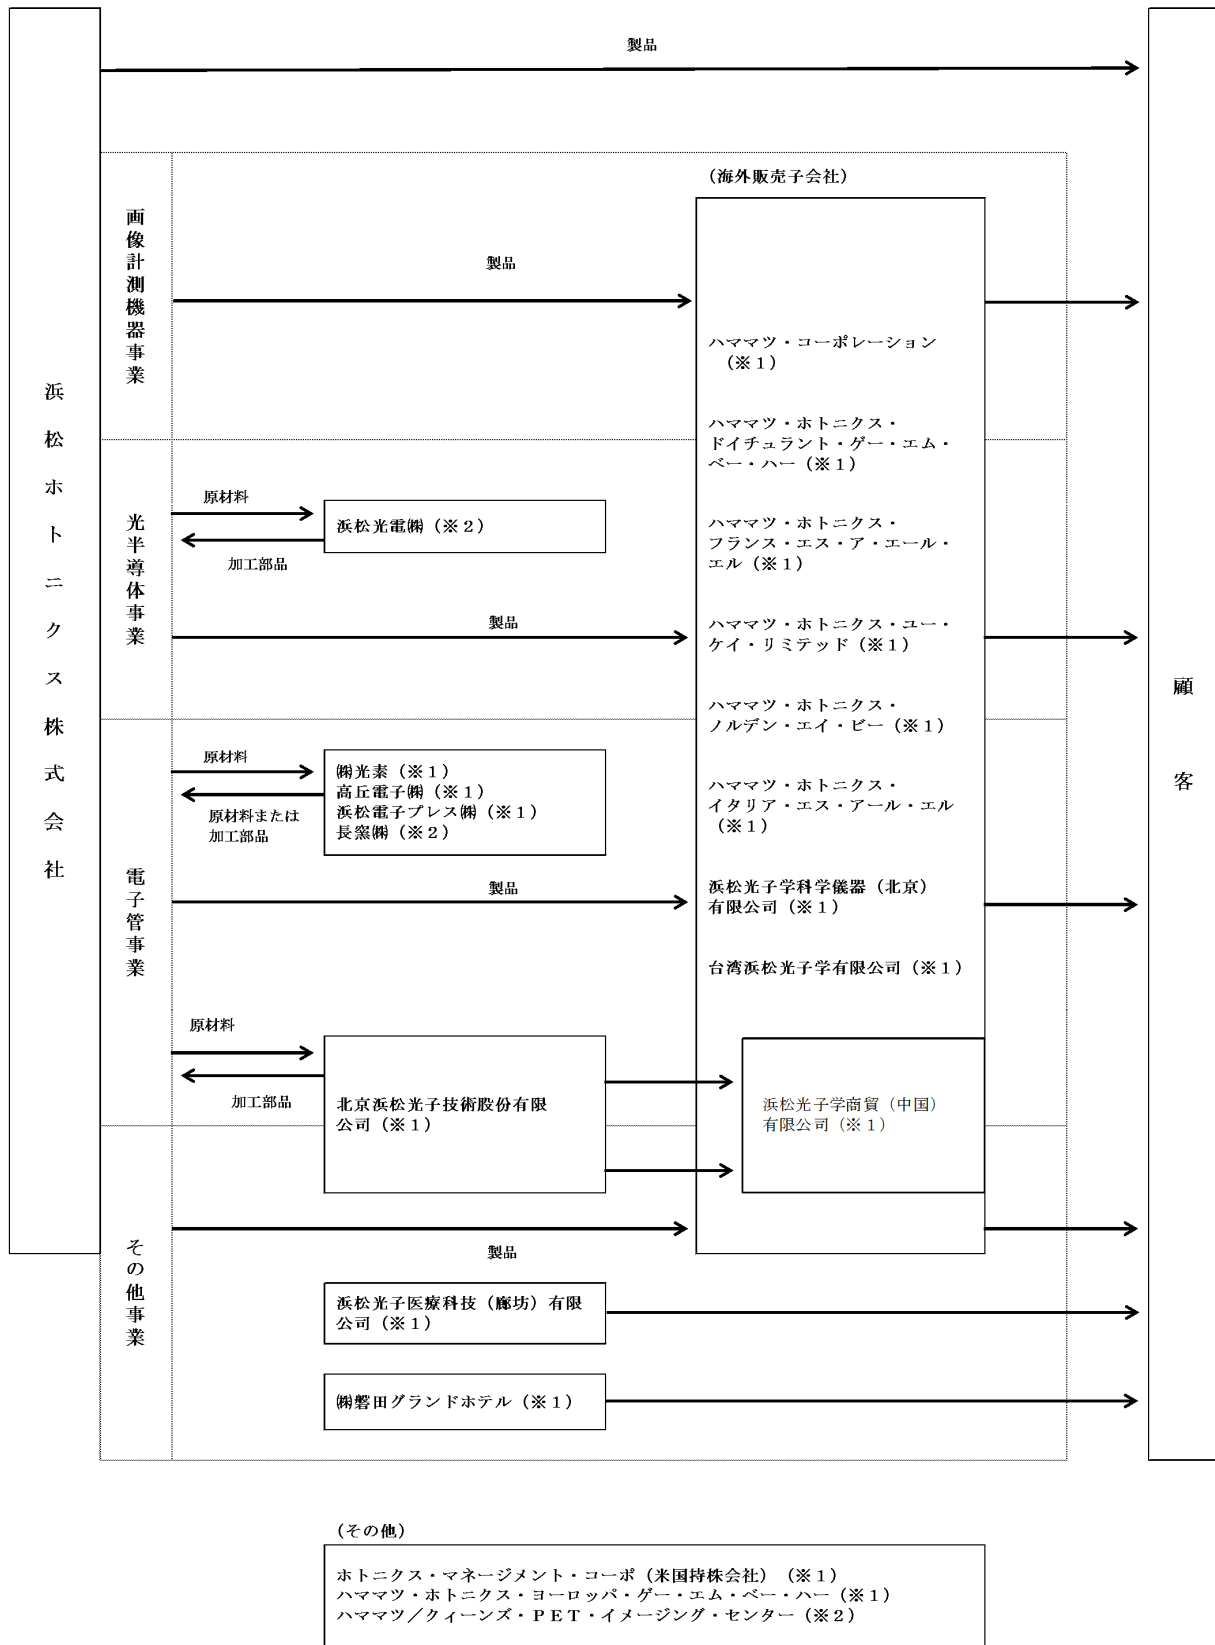 製品
浜松ホトニクス株式会社
顧客
(海外販売子会社)
画像計測機器事業
製品
ハママツ・コーポレーション
(※1)
ハママツ・ホトニクス・
ドイチュラント・ゲー・エム・
ベー・ハー(※1)
光半導体事業
原材料
浜松光電㈱(※2)
加工部品
製品
ハママツ・ホトニクス・
フランス・エス・ア・エール・
エル(※1)
ハママツ・ホトニクス・ユー・
ケイ・リミテッド(※1)
ハママツ・ホトニクス・
ノルデン・エイ・ビー(※1)
電子管事業
原材料
㈱光素(※1)
高丘電子㈱(※1)
浜松電子プレス㈱(※1)
長窯㈱(※2)
原材料または
加工部品
製品
ハママツ・ホトニクス・
イタリア・エス・アール・エル
(※1)
浜松光子学科学儀器(北京)
有限公司(※1)
台湾浜松光子学有限公司(※1)
原材料
加工部品
北京浜松光子技術股份有限
公司(※1)
浜松光子学商貿(中国)
有限公司(※1)
その他事業
製品
浜松光子医療科技(廊坊)有限
公司(※1)
㈱磐田グランドホテル(※1)
(その他)
ホトニクス・マネージメント・コーポ(米国持株会社)(※1)
ハママツ・ホトニクス・ヨーロッパ・ゲー・エム・ベー・ハー(※1)
ハママツ/クィーンズ・PET・イメージング・センター(※2)